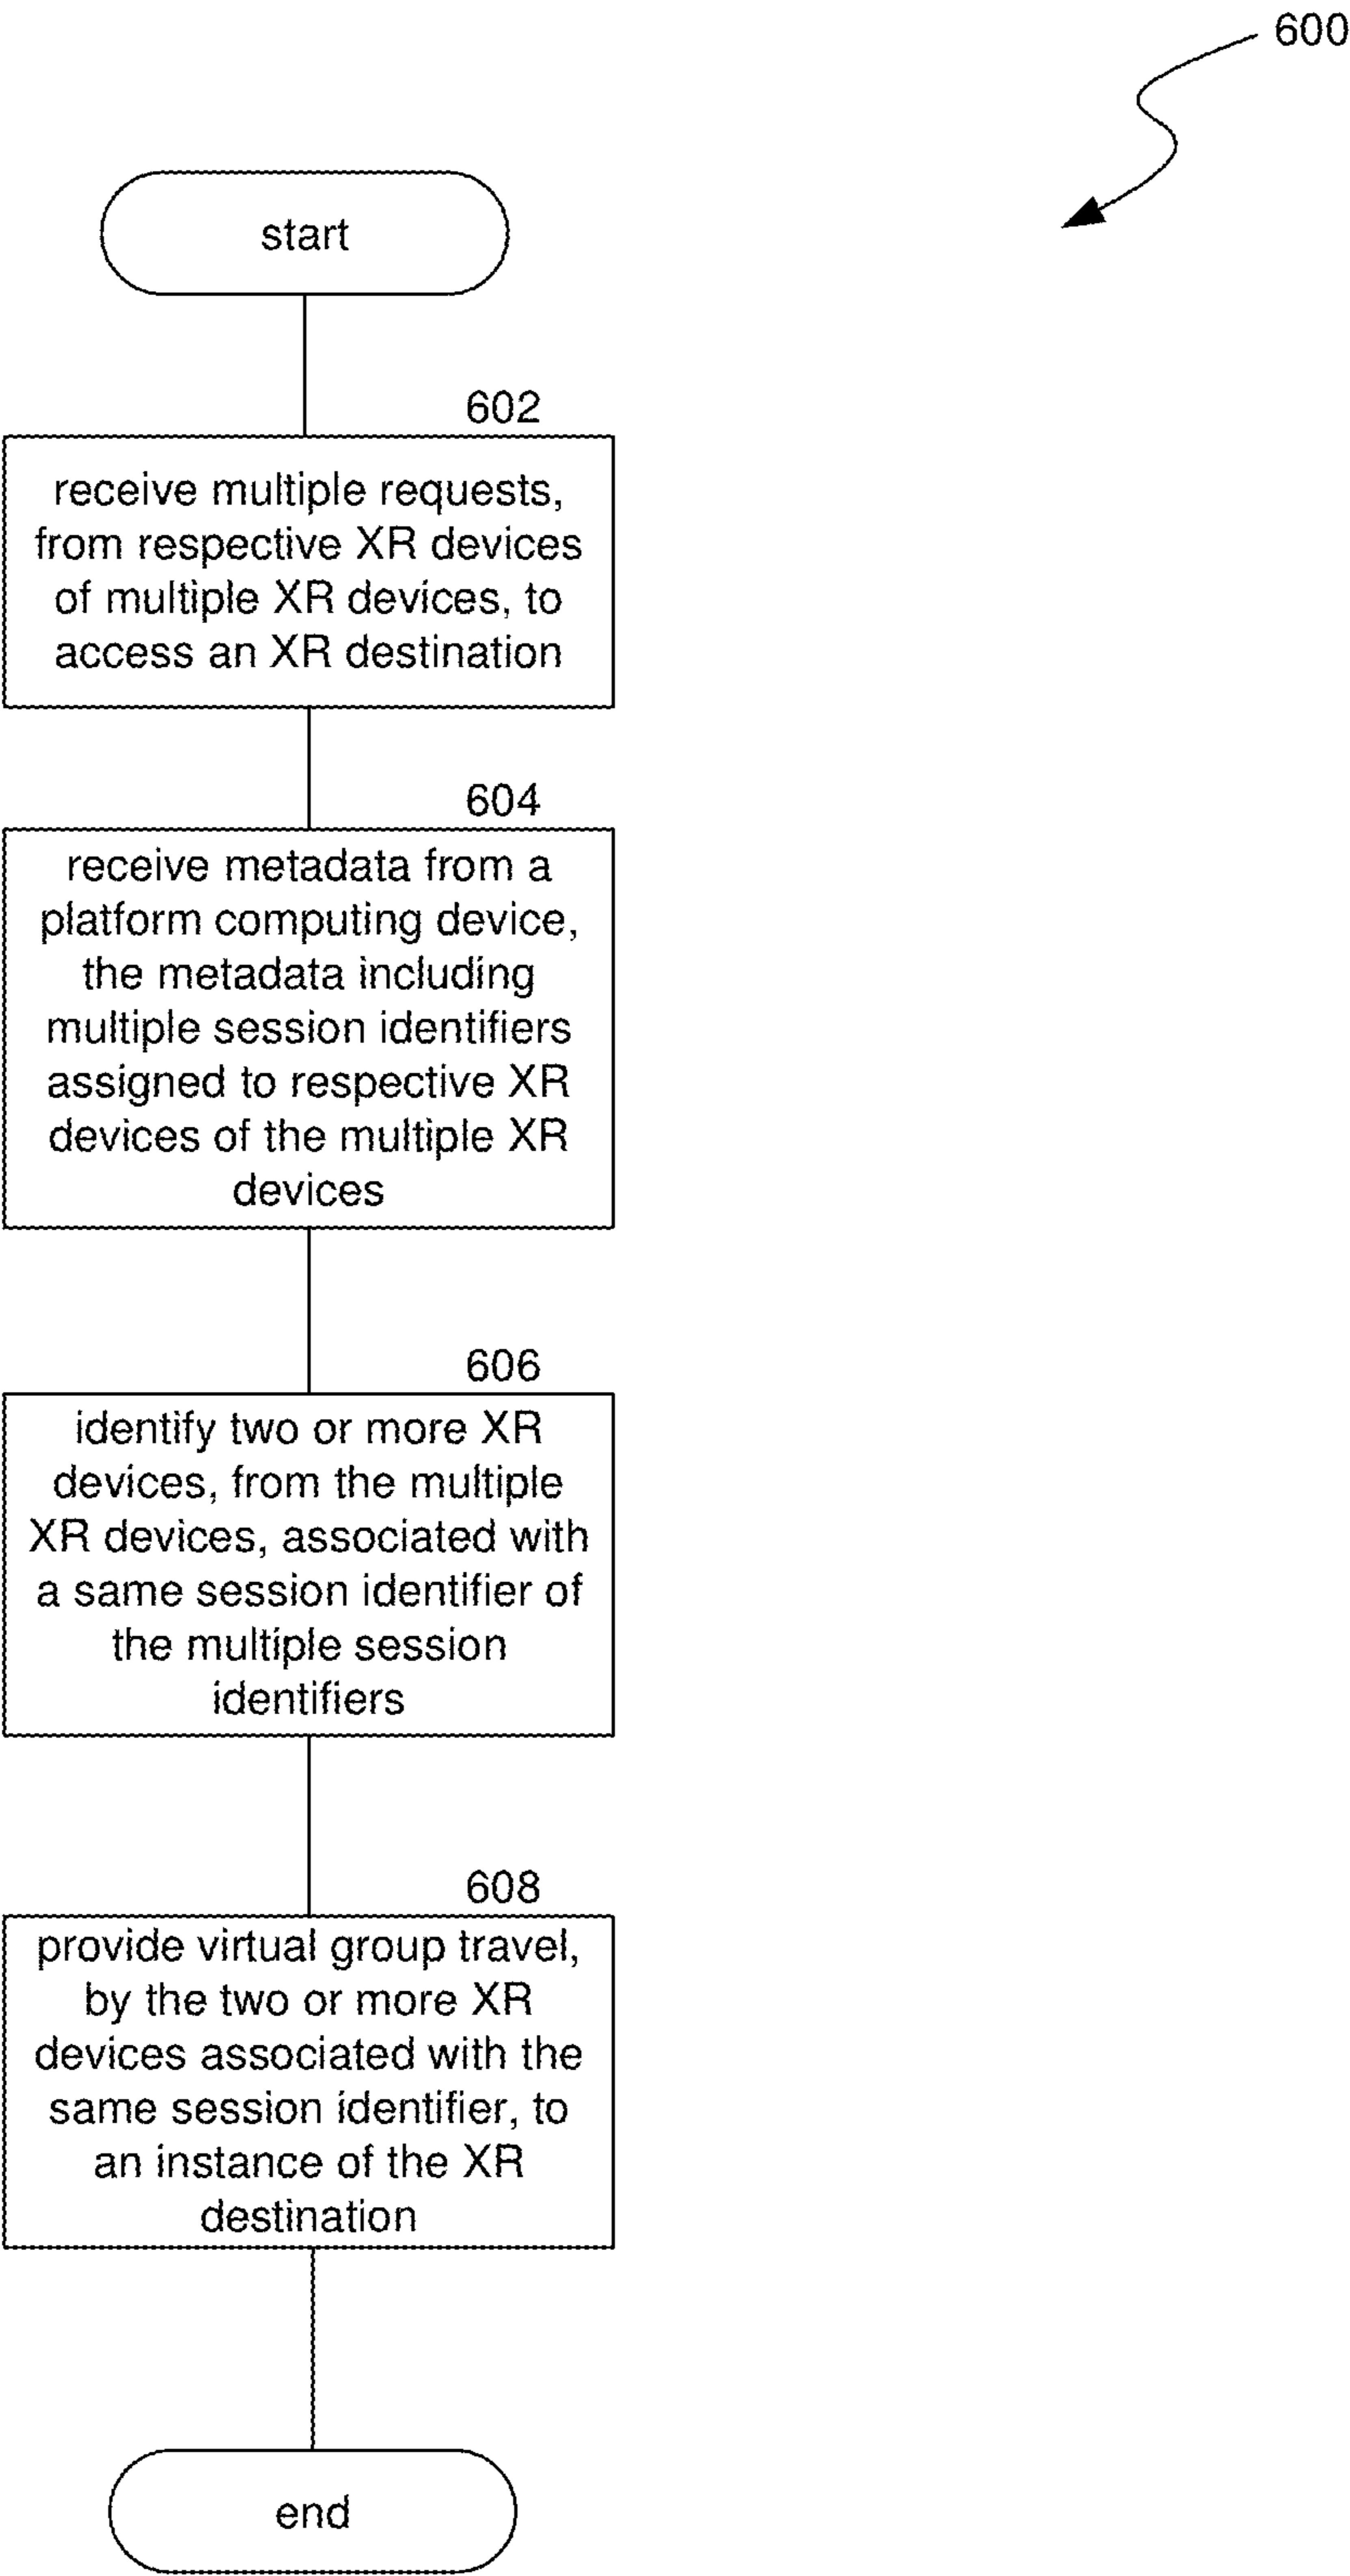 600
start
602
receive multiple requests,
from respective XR devices
of multiple XR devices, to
access an XR destination
604
receive metadata from a
platform computing device,
the metadata including
multiple session identifiers
assigned to respective XR
devices of the multiple XR
devices
606
identify two or more XR
devices, from the multiple
XR devices, associated with
a same session identifier of
the multiple session
identifiers
608
provide virtual group travel,
by the two or more XR
devices associated with the
same session identifier, to
an instance of the XR
destination
end